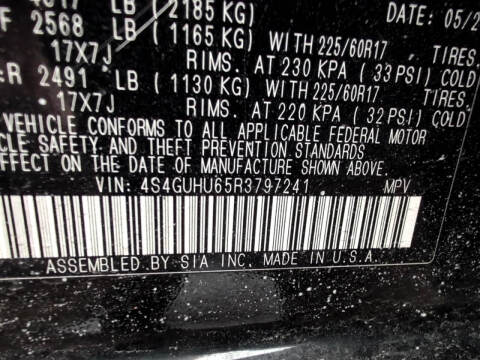 4817 LB (2185 KG) DATE: 05/2
F 2568 LB (1165 KG) WITH 225/60R17 TIRES.
17X7J RIMS. AT 230 KPA (33 PSI) COLD
:R 2491 LB (1130 KG) WITH 225/60R17 TIRES.
17X7J RIMS. AT 220 KPA (32 PSI) COLD
VEHICLE CONFORMS TO ALL APPLICABLE FEDERAL MOTOR
SAFETY, AND THEFT PREVENTION STANDARDS IN
EFFECT ON THE DATE OF MANUFACTURE SHOWN ABOVE.
VIN: 4S4GUHU65R3797241 MPV
ASSEMBLED BY SIA INC. MADE IN U.S.A.